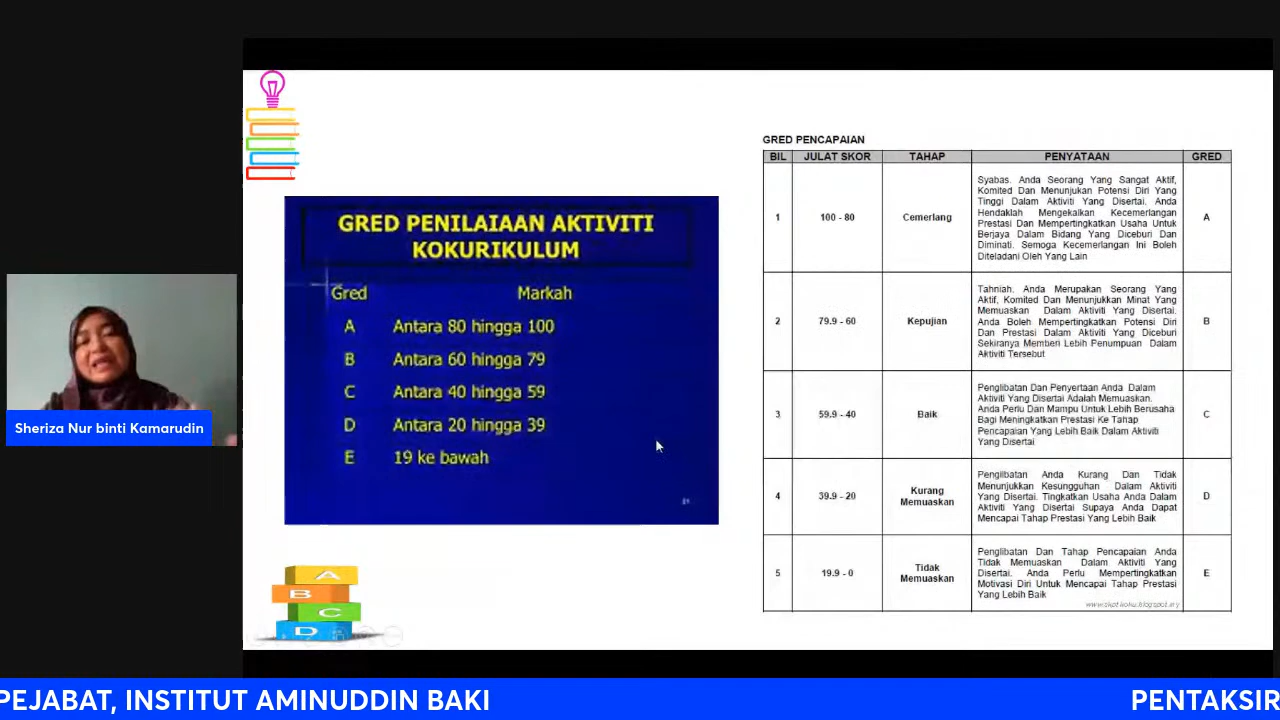 GRED PENILAIAAN AKTIVITI
KOKURIKULUM
Gred Markah
A Antara 80 hingga 100
B Antara 60 hingga 79
C Antara 40 hingga 59
D Antara 20 hingga 39
E 19 ke bawah
GRED PENCAPAIAN
BIL JULAT SKOR TAHAP PENYATAAN GRED
1 100 - 80 Cemerlang
Syabas. Anda Seorang Yang Sangat Aktif,
Komited Dan Menunjukan Potensi Diri Yang
Tinggi Dalam Aktiviti Yang Disertai. Anda
Hendaklah Mengekalkan Kecemerlangan
Prestasi Dan Mempertingkatkan Usaha Untuk
Berjaya Dalam Bidang Yang Diceburi Dan
Diminati. Semoga Kecemerlangan Ini Boleh
Diteladani Oleh Yang Lain
A
2 79.9 - 60 Kepujian
Tahniah. Anda Merupakan Seorang Yang
Aktif, Komited Dan Menunjukkan Minat Yang
Memuaskan Dalam Aktiviti Yang Disertai.
Anda Boleh Mempertingkatkan Potensi Diri
Dan Prestasi Dalam Aktiviti Yang Diceburi
Sekiranya Memberi Lebih Penumpuan Dalam
Aktiviti Tersebut
B
3 59.9 - 40 Baik
Penglibatan Dan Penyertaan Anda Dalam
Aktiviti Yang Disertai Adalah Memuaskan.
Anda Perlu Dan Mampu Untuk Lebih Berusaha
Bagi Meningkatkan Prestasi Ke Tahap
Pencapaian Yang Lebih Baik Dalam Aktiviti
Yang Disertai
C
4 39.9 - 20 Kurang
Memuaskan
Penglibatan Anda Kurang Dan Tidak
Menunjukkan Kesungguhan Dalam Aktiviti
Yang Disertai. Tingkatkan Usaha Anda Dalam
Aktiviti Yang Disertai Supaya Anda Dapat
Mencapai Tahap Prestasi Yang Lebih Baik
D
5 19.9 - 0 Tidak
Memuaskan
Penglibatan Dan Tahap Pencapaian Anda
Tidak Memuaskan Dalam Aktiviti Yang
Disertai. Anda Perlu Mempertingkatkan
Motivasi Diri Untuk Mencapai Tahap Prestasi
Yang Lebih Baik
E
A
B
C
D
Sheriza Nur binti Kamarudin
PEJABAT, INSTITUT AMINUDDIN BAKI
PENTAKSIR